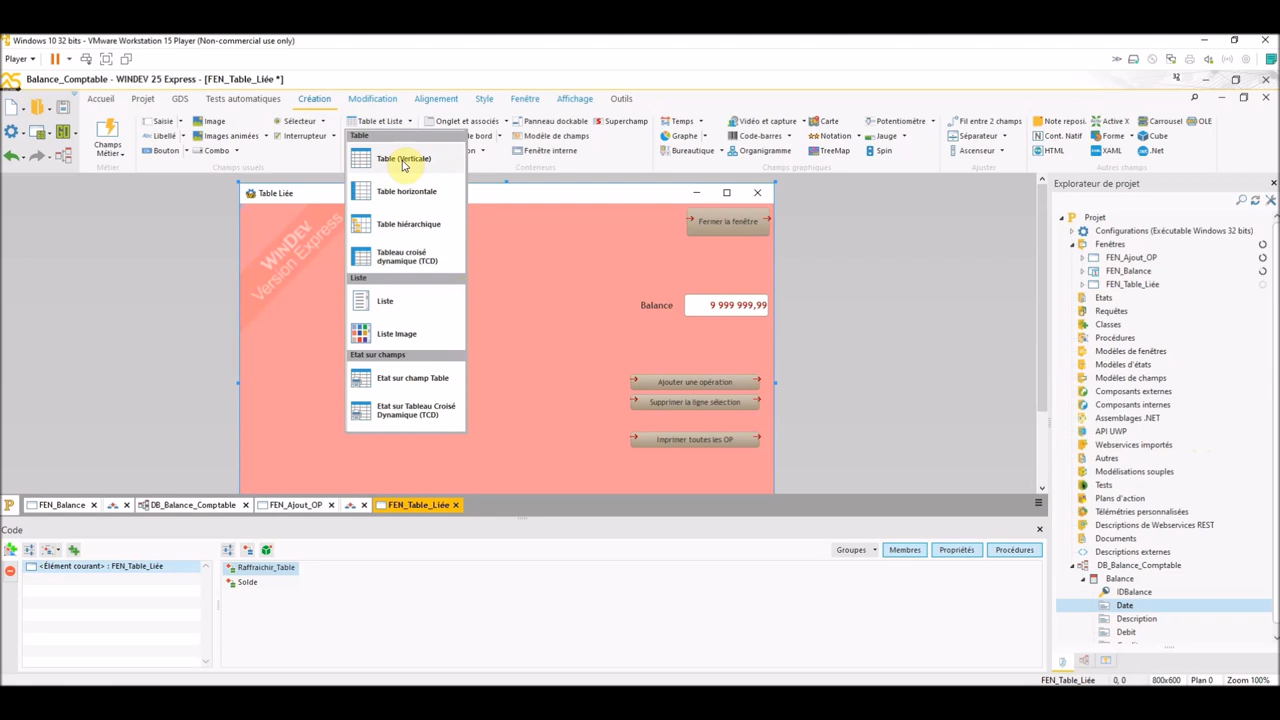 Windows 10 32 bits - VMware Workstation 15 Player (Non-commercial use only)
Player
Balance_Comptable - WINDEV 25 Express - [FEN_Table_Liée *]
32
Accueil Projet GDS Tests automatiques Création Modification Alignement Style Fenêtre Affichage Outils
Saisie Image Sélecteur Table et Liste Onglet et associés Panneau dockable Superchamp Temps Vidéo et capture Carte Potentiomètre Fil entre 2 champs Active X Carrousel OLE
Libellé Images animées Interrupteur de bord Modèle de champs Graphe Code-barres Notation Jauge Séparateur Cont. Natif Forme Cube
Champs Métier Bouton Combo Fenêtre interne Bureautique Organigramme TreeMap Spin Ascenseur HTML XAML .Net
Champs usuels Conteneurs Champs graphiques Ajustes
Table
Table (Verticale)
Table horizontale
Table hiérarchique
Tableau croisé
dynamique (TCD)
Liste
Liste
Liste Image
Etat sur champs
Etat sur champ Table
Etat sur Tableau Croisé
Dynamique (TCD)
Table Liée
WINDEV
Version Express
Fermer la fenêtre
Balance 9 999 999,99
Ajouter une opération
Supprimer la ligne sélection
Imprimer toutes les OP
Explorateur de projet
Projet
Configurations (Exécutable Windows 32 bits)
Fenêtres
FEN_Ajout_OP
FEN_Balance
FEN_Table_Liée
Etats
Requêtes
Classes
Procédures
Modèles de fenêtres
Modèles d'états
Modèles de champs
Composants externes
Composants internes
Assemblages .NET
API UWP
Webservices importés
Autres
Modélisations souples
Tests
Plans d'action
Télémétries personnalisées
Descriptions de Webservices REST
Documents
Descriptions externes
DB_Balance_Comptable
Balance
IDBalance
Date
Description
Debit
FEN_Balance DB_Balance_Comptable FEN_Ajout_OP FEN_Table_Liée
Code
Groupes Membres Propriétés Procédures
<Élément courant> : FEN_Table_Liée
Raffraichir_Table
Solde
FEN_Table_Liée 0, 0 800x600 Plan 0 Zoom 100%